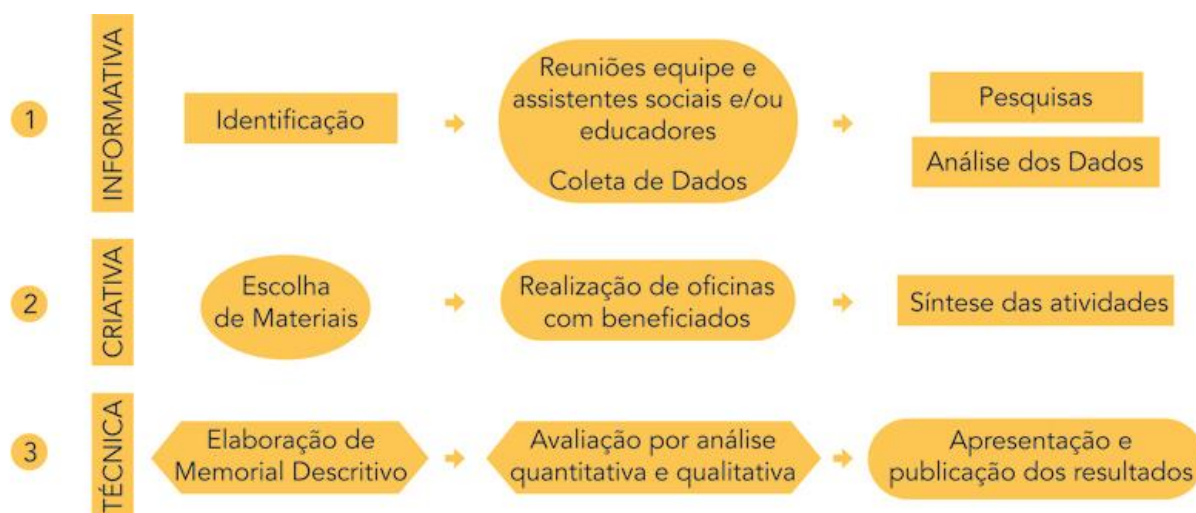 1
INFORMATIVA
Identificação
Reuniões equipe e
assistentes sociais e/ou
educadores
Coleta de Dados
Pesquisas
Análise dos Dados
2
CRIATIVA
Escolha
de Materiais
Realização de oficinas
com beneficiados
Síntese das atividades
3
TÉCNICA
Elaboração de
Memorial Descritivo
Avaliação por análise
quantitativa e qualitativa
Apresentação e
publicação dos resultados